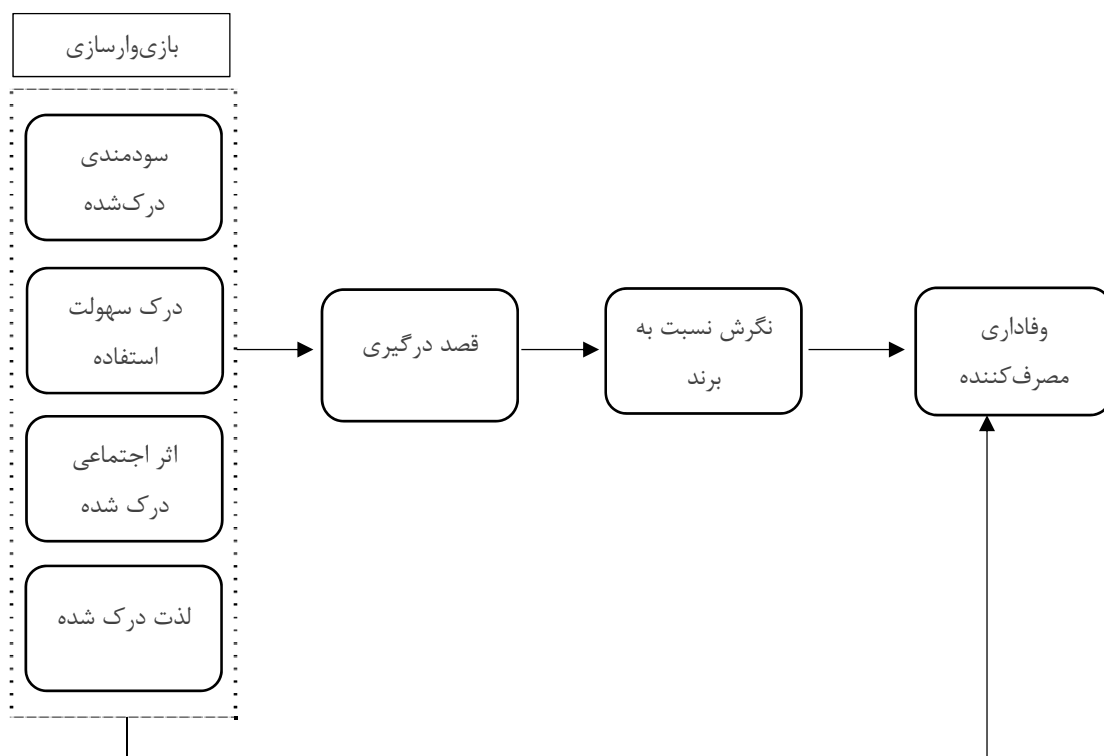 بازی‌وارسازی
سودمندی
درک‌شده
درک سهولت
استفاده
اثر اجتماعی
درک شده
لذت درک شده
قصد درگیری
نگرش نسبت به
برند
وفاداری
مصرف‌کننده